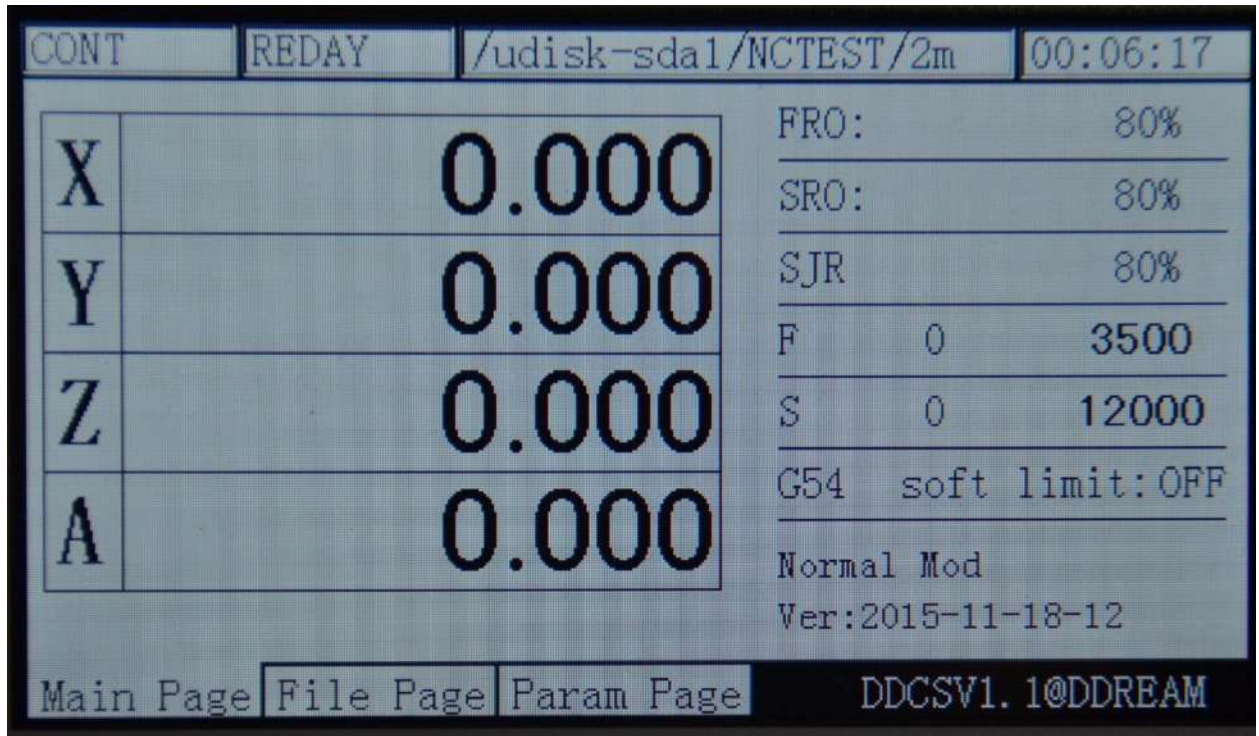 CONT REDAY /udisk-sda1/NCTEST/2m 00:06:17
X 0.000
Y 0.000
Z 0.000
A 0.000
FRO: 80%
SRO: 80%
SJR 80%
F 0 3500
S 0 12000
G54 soft limit:OFF
Normal Mod
Ver:2015-11-18-12
Main Page File Page Param Page DDCSV1.1@DDREAM